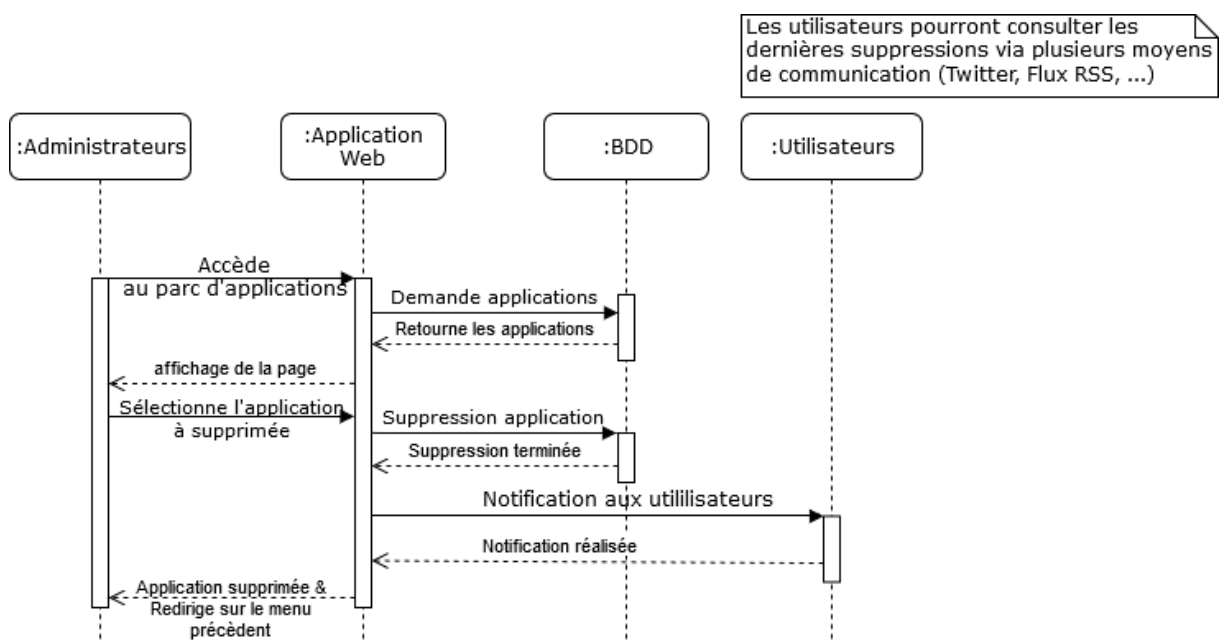 Les utilisateurs pourront consulter les
dernières suppressions via plusieurs moyens
de communication (Twitter, Flux RSS, ...)
:Administrateurs
:Application
Web
:BDD
:Utilisateurs
Accède
au parc d'applications
Demande applications
Retourne les applications
affichage de la page
Sélectionne l'application
à supprimée
Suppression application
Suppression terminée
Notification aux utililisateurs
Notification réalisée
Application supprimée &
Redirige sur le menu
précèdent